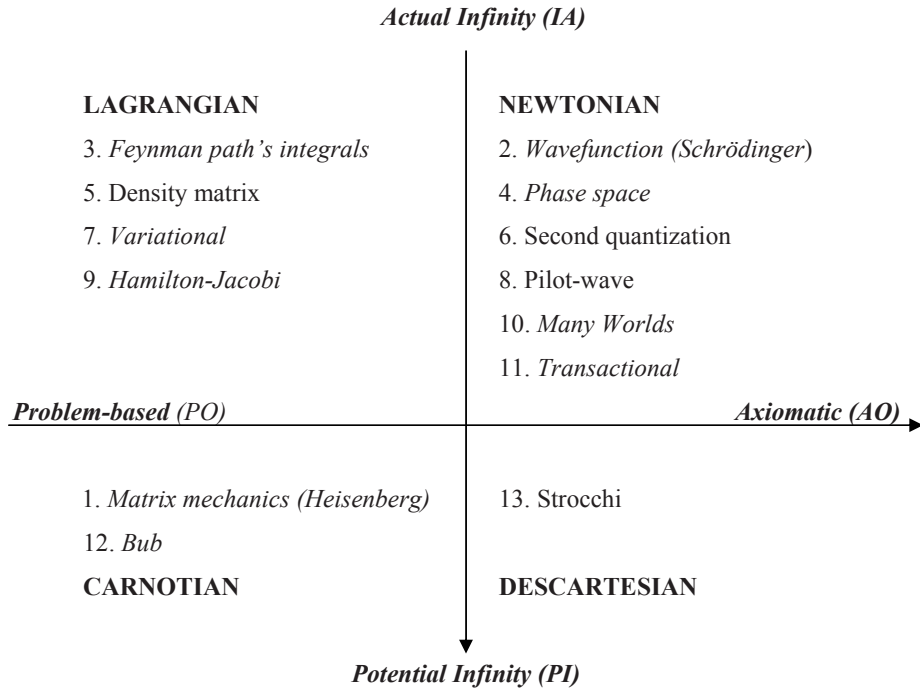 Actual Infinity (IA)
LAGRANGIAN
3. Feynman path's integrals
5. Density matrix
7. Variational
9. Hamilton-Jacobi
NEWTONIAN
2. Wavefunction (Schrödinger)
4. Phase space
6. Second quantization
8. Pilot-wave
10. Many Worlds
11. Transactional
Problem-based (PO)
Axiomatic (AO)
1. Matrix mechanics (Heisenberg)
12. Bub
CARNOTIAN
13. Strocchi
DESCARTESIAN
Potential Infinity (PI)